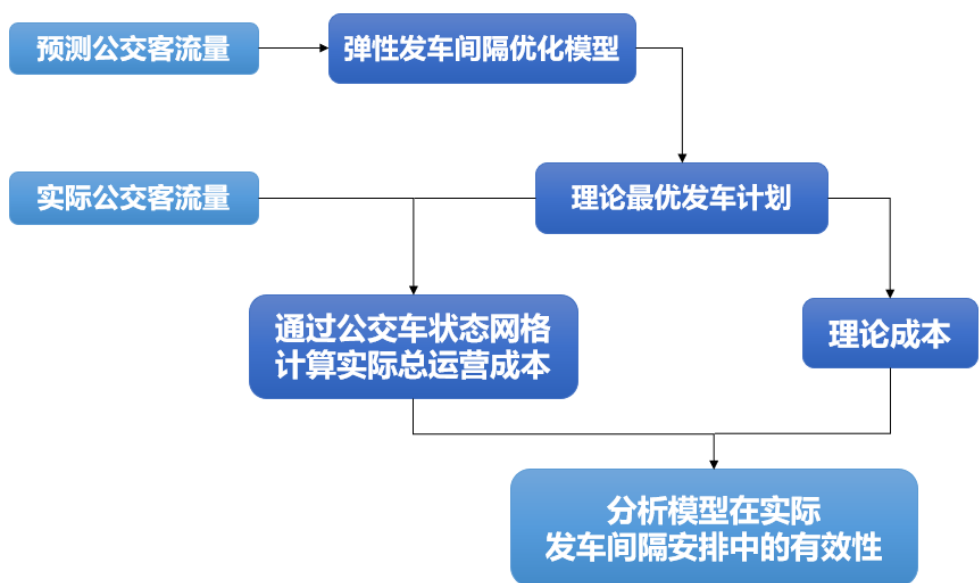 预测公交客流量
弹性发车间隔优化模型
实际公交客流量
理论最优发车计划
通过公交车状态网格
计算实际总运营成本
理论成本
分析模型在实际
发车间隔安排中的有效性